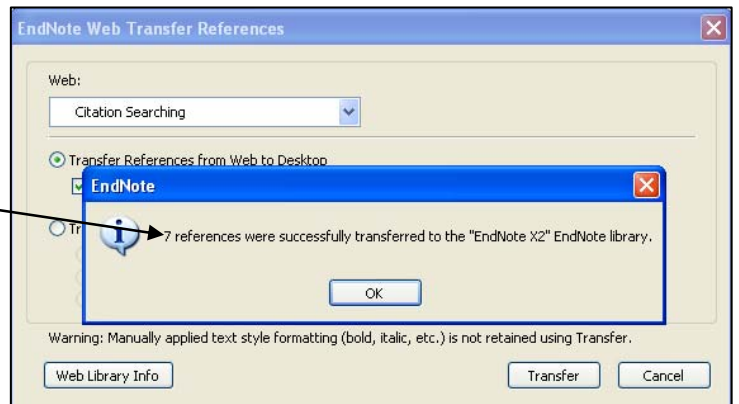 EndNote Web Transfer References
Web:
Citation Searching
Transfer References from Web to Desktop
EndNote
Tr
7 references were successfully transferred to the "EndNote X2" EndNote library.
OK
Warning: Manually applied text style formatting (bold, italic, etc.) is not retained using Transfer.
Web Library Info
Transfer
Cancel